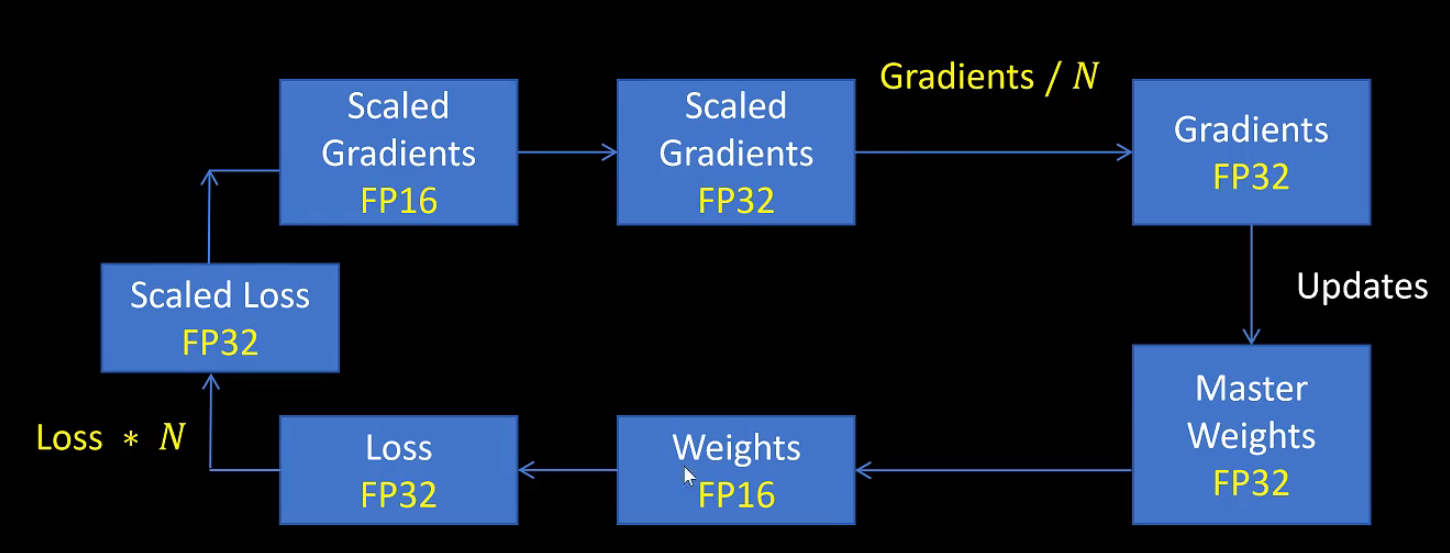 Scaled
Gradients
FP16
Scaled
Gradients
FP32
Gradients / N
Gradients
FP32
Updates
Scaled Loss
FP32
Loss * N
Loss
FP32
Weights
FP16
Master
Weights
FP32